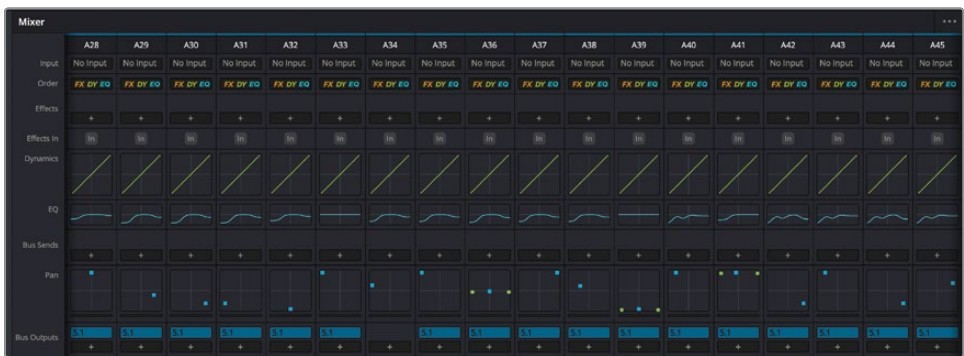 Mixer
A28 A29 A30 A31 A32 A33 A34 A35 A36 A37 A38 A39 A40 A41 A42 A43 A44 A45
Input No Input No Input No Input No Input No Input No Input No Input No Input No Input No Input No Input No Input No Input No Input No Input No Input No Input No Input
Order FX DY EQ FX DY EQ FX DY EQ FX DY EQ FX DY EQ FX DY EQ FX DY EQ FX DY EQ FX DY EQ FX DY EQ FX DY EQ FX DY EQ FX DY EQ FX DY EQ FX DY EQ FX DY EQ FX DY EQ FX DY EQ
Effects + + + + + + + + + + + + + + + + + +
Effects In In In In In In In In In In In In In In In In In In In
Dynamics
EQ
Bus Sends + + + + + + + + + + + + + + + + + +
Pan
Bus Outputs 5.1 5.1 5.1 5.1 5.1 5.1 5.1 5.1 5.1 5.1 5.1 5.1 5.1 5.1 5.1 5.1 5.1
+ + + + + + + + + + + + + + + + + +